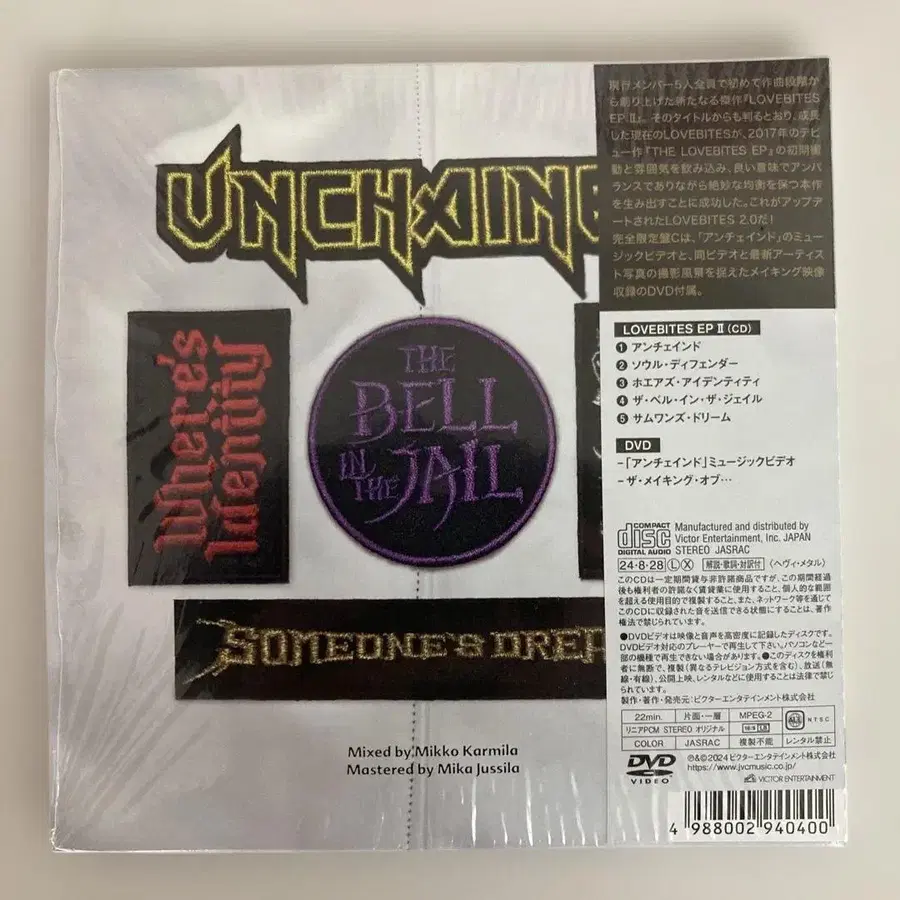 UNCHAINE
Where's
Identity
THE
BELL
IN THE JAIL
SOMEONE'S DREA
Mixed by Mikko Karmila
Mastered by Mika Jussila
現行メンバー5人全員で初めて作曲段階か
ら創り上げた新たなる傑作『LOVEBITES
EP Ⅱ』。そのタイトルからも判るとおり、成長
した現在のLOVEBITESが、2017年のデビ
ュー作『THE LOVEBITES EP』の初期衝
動と雰囲気を飲み込み、良い意味でアンバ
ランスでありながら絶妙な均衡を保つ本作
を生み出すことに成功した。これがアップ
デートされたLOVEBITES 2.0だ!
完全限定盤Cは、「アンチェインド」のミュー
ジックビデオと、同ビデオと最新アーティス
ト写真の撮影風景を捉えたメイキング映像
収録のDVD付属。
LOVEBITES EP Ⅱ (CD)
❶ アンチェインド
❷ ソウル・ディフェンダー
❸ ホエアズ・アイデンティティ
❹ ザ・ベル・イン・ザ・ジェイル
❺ サムワンズ・ドリーム
DVD
-「アンチェインド」ミュージックビデオ
-ザ・メイキング・オブ…
COMPACT disc DIGITAL AUDIO
Manufactured and distributed by
Victor Entertainment, Inc. JAPAN
STEREO JASRAC
24・8・28 Ⓛ Ⓧ 解説・歌詞・対訳付 (ヘヴィ・メタル)
このCDは一定期間貸与非許諾商品ですが、この期間経過
後も権利者の許諾なく賃貸業に使用すること、個人的な範囲
を超える使用目的で複製すること、また、ネットワーク等を通じて
このCDに収録された音を送信できる状態にすることは、著作
権法で禁じられています。
●DVDビデオは映像と音声を高密度に記録したディスクです。
DVDビデオ対応のプレーヤーで再生して下さい。パソコンなど一
部の機種で再生できない場合があります。●このディスクを権利
者に無断で、複製(異なるテレビジョン方式を含む)、放送(無
線・有線)、公開上映、レンタルなどに使用することは法律で禁じ
られています。
製作・著作・発売元:ビクターエンタテインメント株式会社
22min. 片面・一層 MPEG-2 ALL NTSC
リニアPCM STEREO オリジナル 16:9 LB
COLOR JASRAC 複製不能 レンタル禁止
DVD VIDEO
℗&©2024 ビクターエンタテインメント株式会社
https://www.jvcmusic.co.jp/
VICTOR ENTERTAINMENT
4 988002 940400